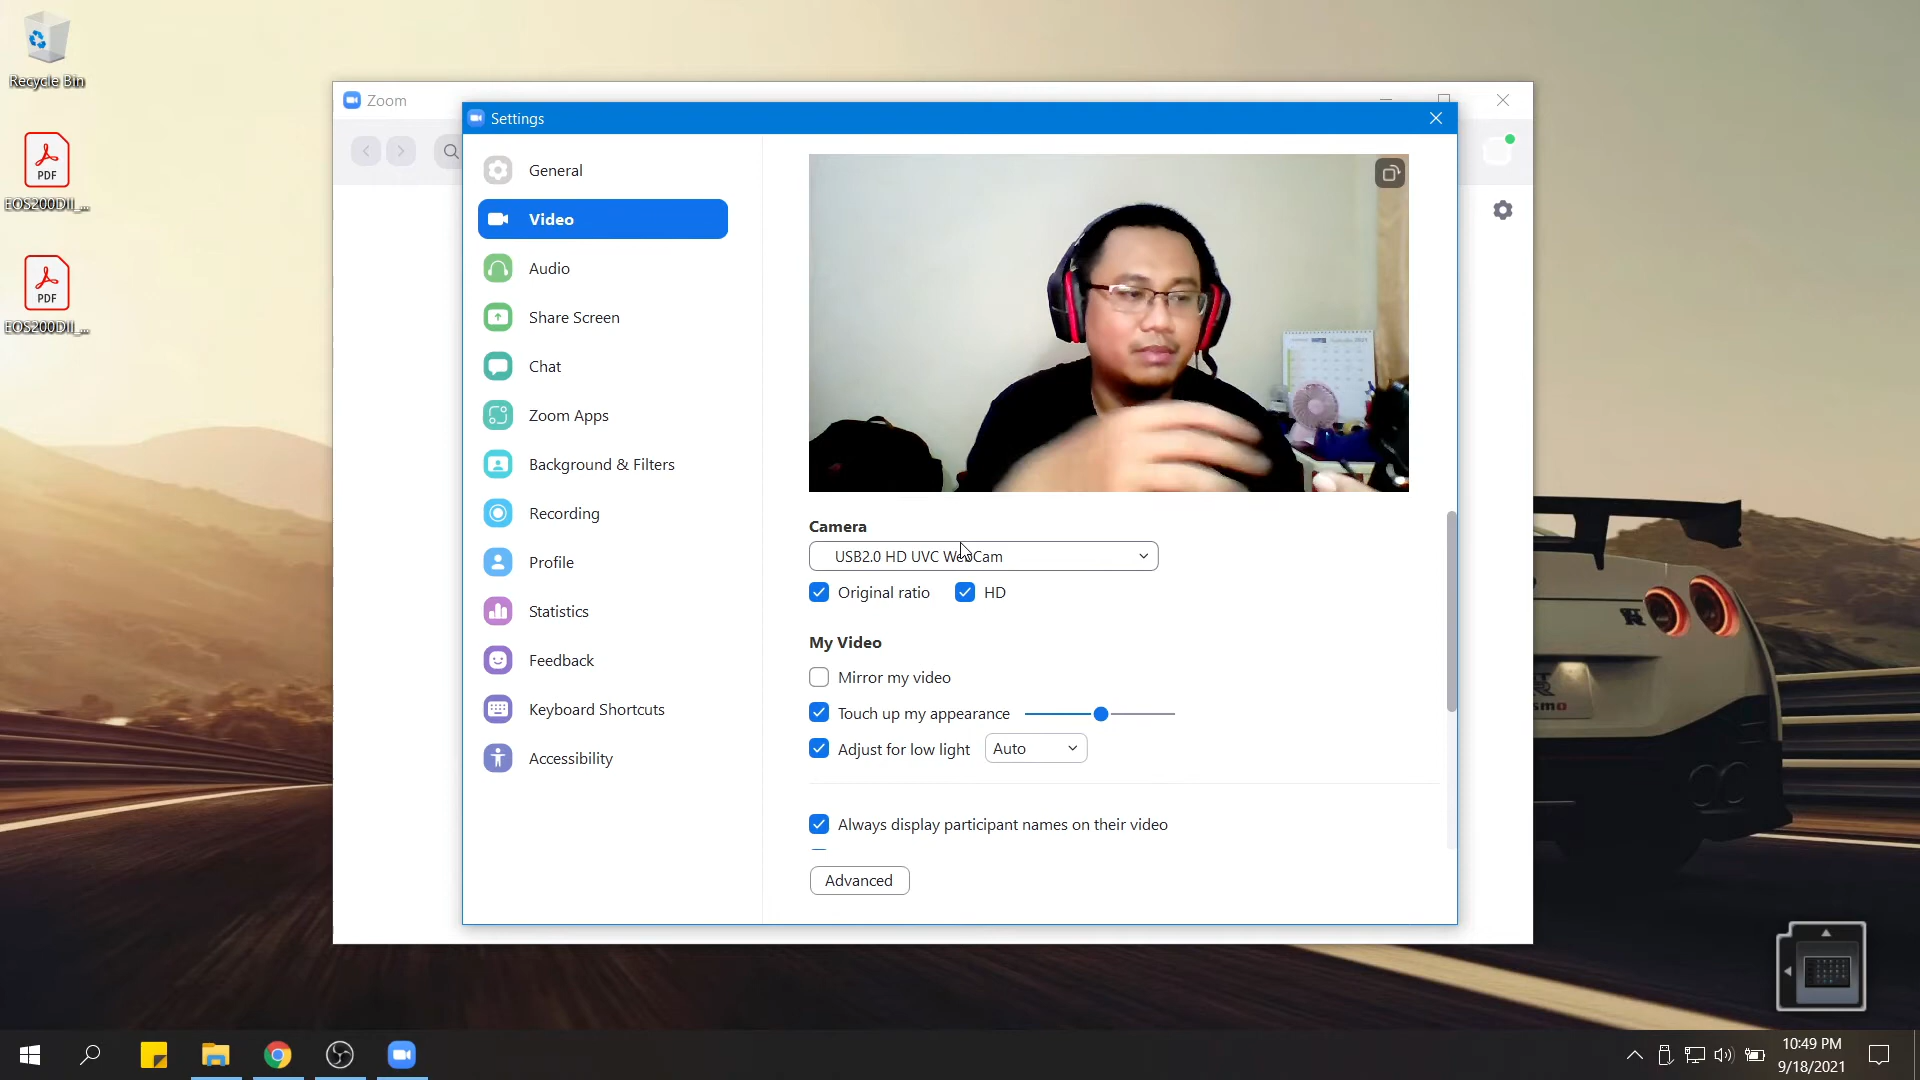 Recycle Bin
PDF
EOS200DII_...
PDF
EOS200DII_...
Zoom
Settings
General
Video
Audio
Share Screen
Chat
Zoom Apps
Background & Filters
Recording
Profile
Statistics
Feedback
Keyboard Shortcuts
Accessibility
Camera
USB2.0 HD UVC WebCam
Original ratio
HD
My Video
Mirror my video
Touch up my appearance
Adjust for low light
Auto
Always display participant names on their video
Advanced
10:49 PM
9/18/2021